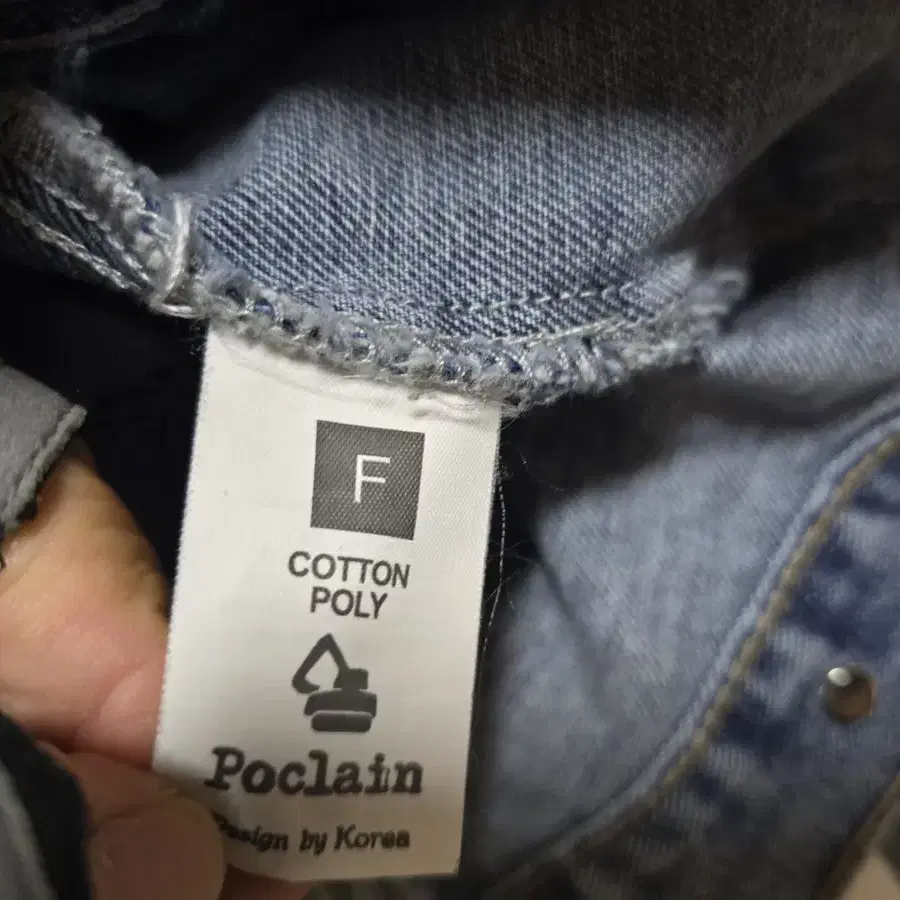 F
COTTON
POLY
Poclain
Design by Korea